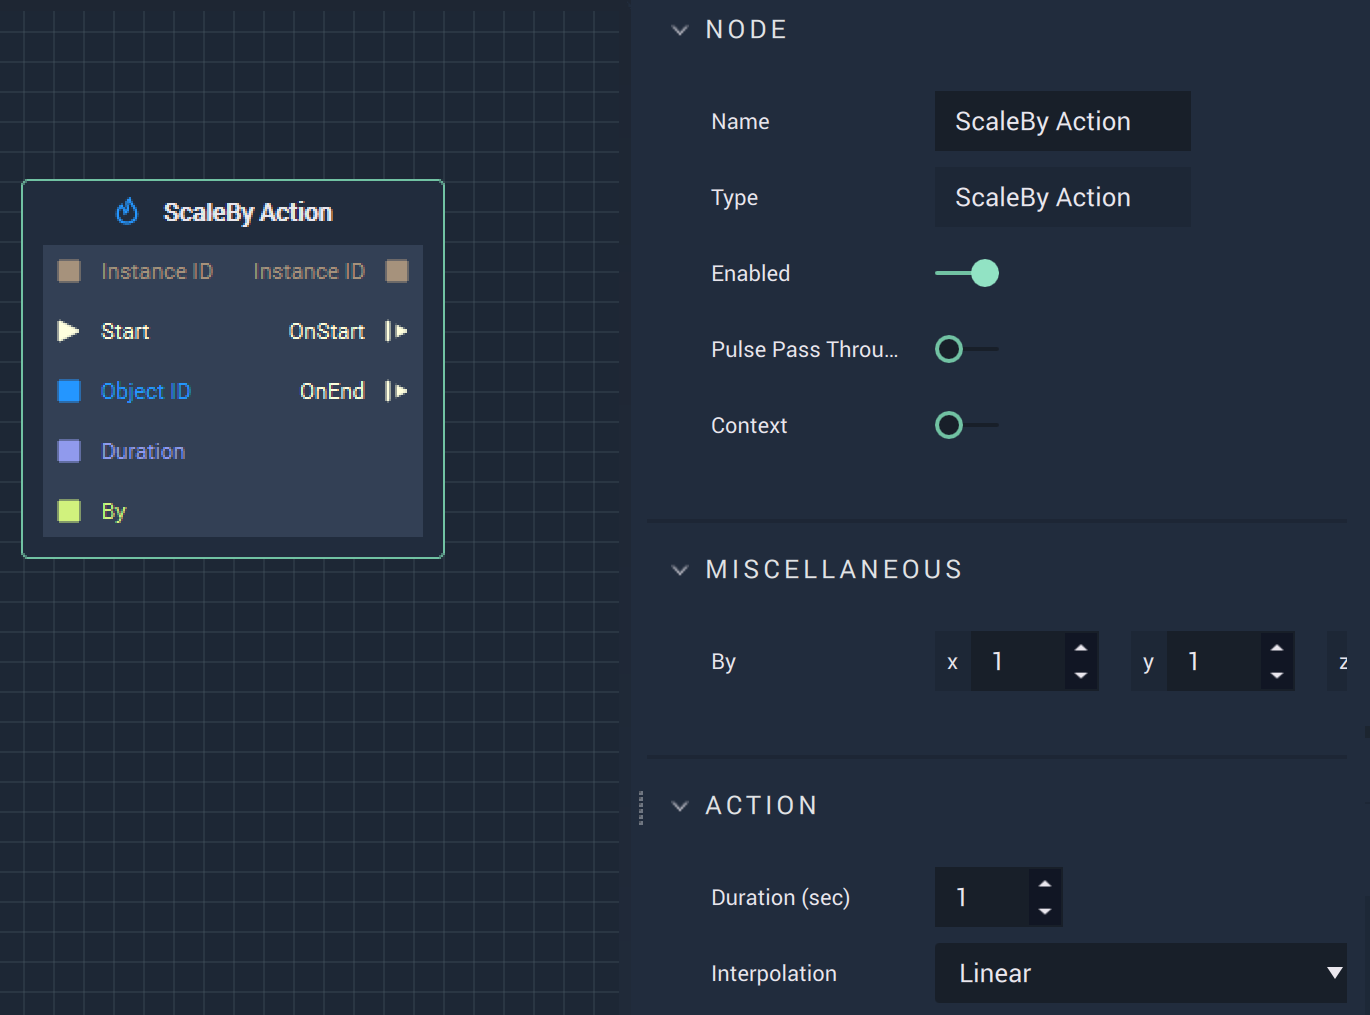 ScaleBy Action
Instance ID Instance ID
Start OnStart
Object ID OnEnd
Duration
By
NODE
Name ScaleBy Action
Type ScaleBy Action
Enabled
Pulse Pass Throu...
Context
MISCELLANEOUS
By x 1 y 1 z
ACTION
Duration (sec) 1
Interpolation Linear